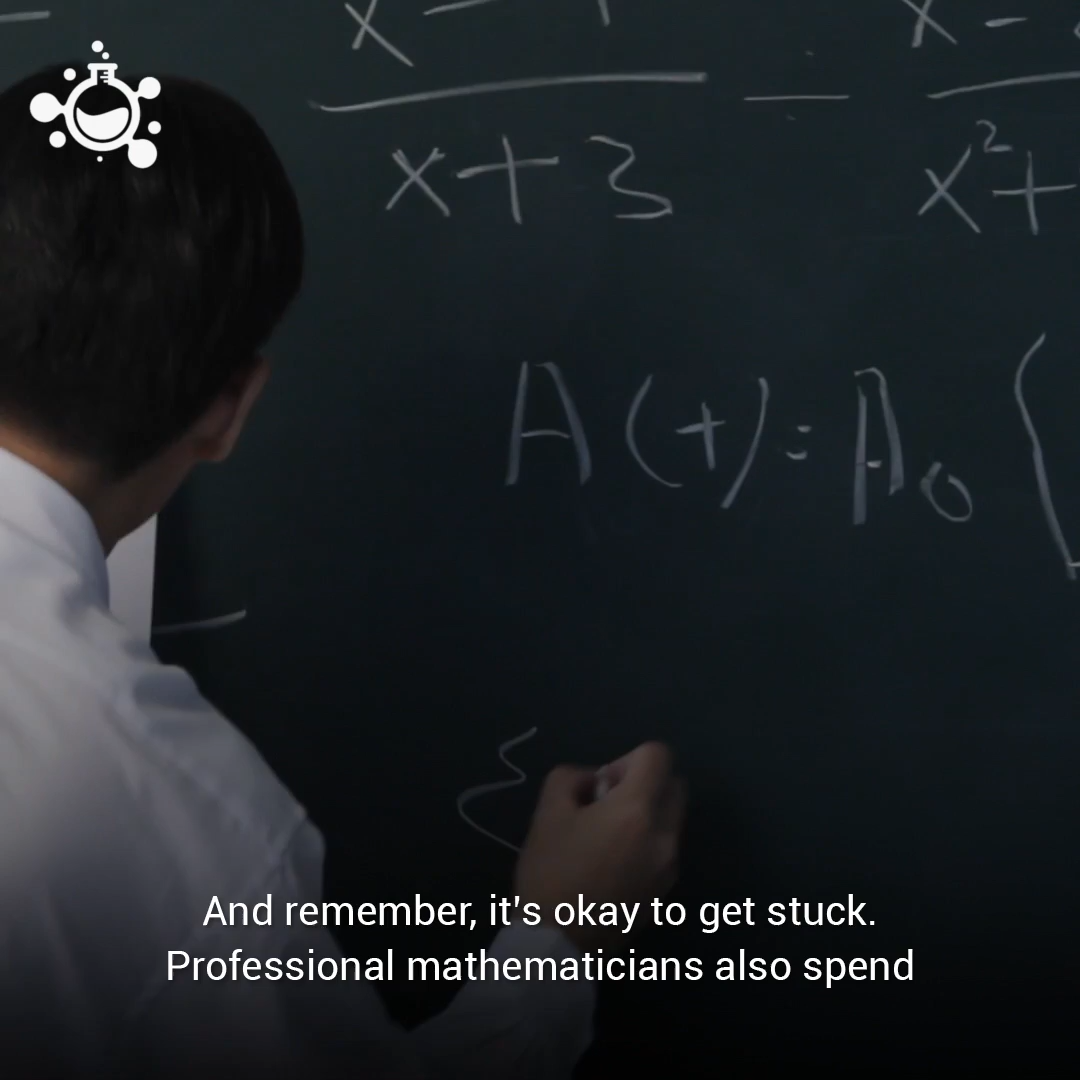 x + 3
x² +
A (t) = A₀ (
And remember, it's okay to get stuck.
Professional mathematicians also spend